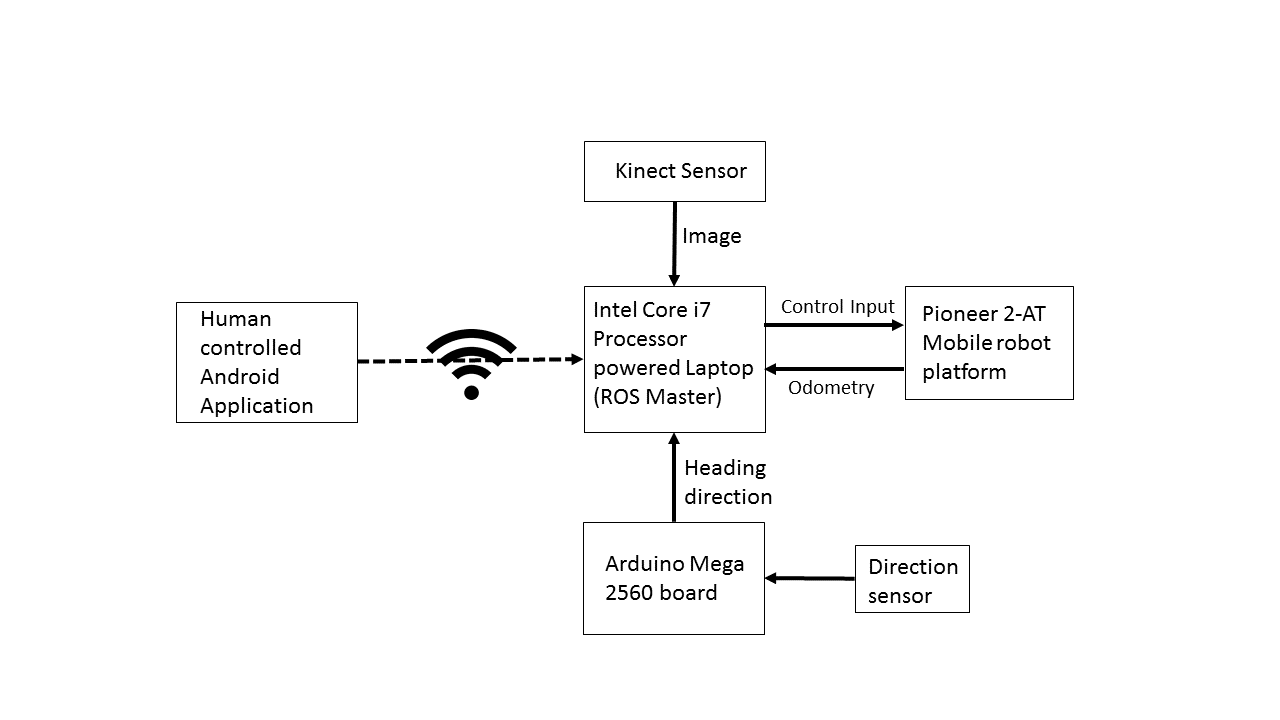 Kinect Sensor
Image
Human
controlled
Android
Application
Intel Core i7
Processor
powered Laptop
(ROS Master)
Control Input
Odometry
Pioneer 2-AT
Mobile robot
platform
Heading
direction
Arduino Mega
2560 board
Direction
sensor